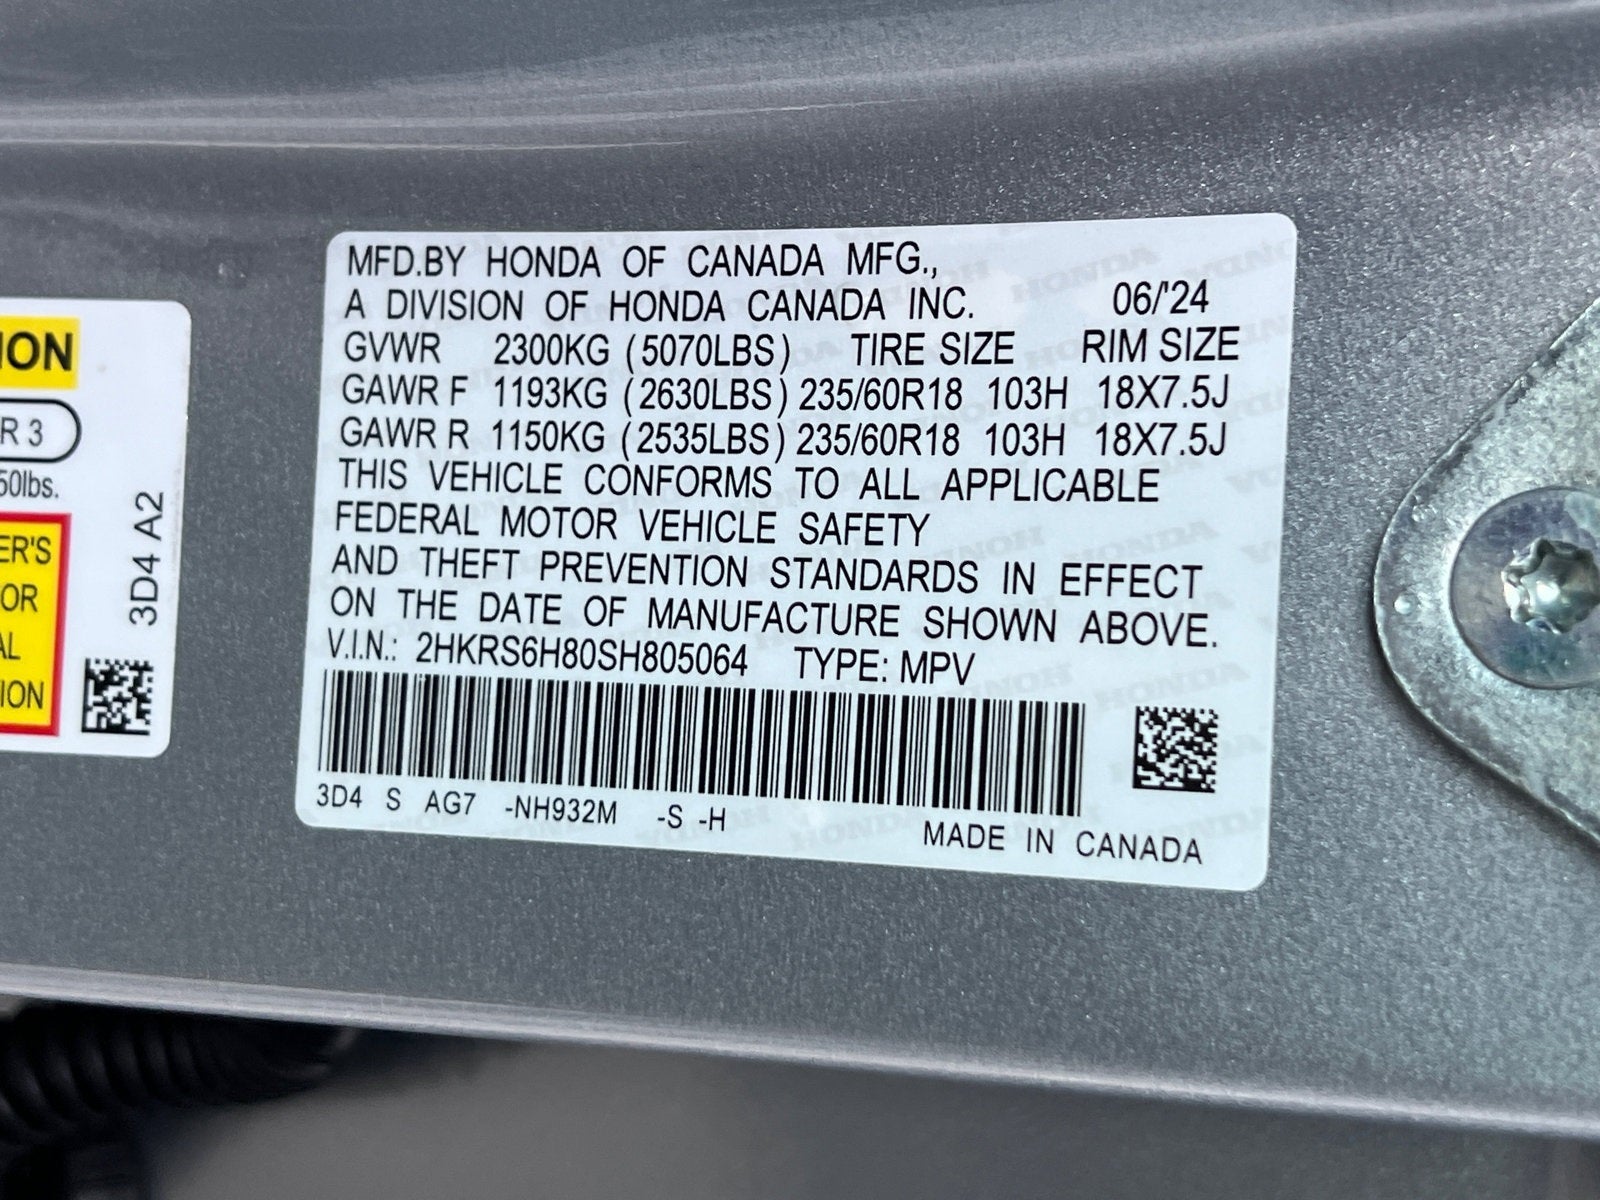 ION
R 3
50lbs.
ER'S
OR
AL
ION
3D4 A2
MFD.BY HONDA OF CANADA MFG.,
A DIVISION OF HONDA CANADA INC. 06/'24
GVWR 2300KG (5070LBS) TIRE SIZE RIM SIZE
GAWR F 1193KG (2630LBS) 235/60R18 103H 18X7.5J
GAWR R 1150KG (2535LBS) 235/60R18 103H 18X7.5J
THIS VEHICLE CONFORMS TO ALL APPLICABLE
FEDERAL MOTOR VEHICLE SAFETY
AND THEFT PREVENTION STANDARDS IN EFFECT
ON THE DATE OF MANUFACTURE SHOWN ABOVE.
V.I.N.: 2HKRS6H80SH805064 TYPE: MPV
3D4 S AG7 -NH932M -S -H
MADE IN CANADA